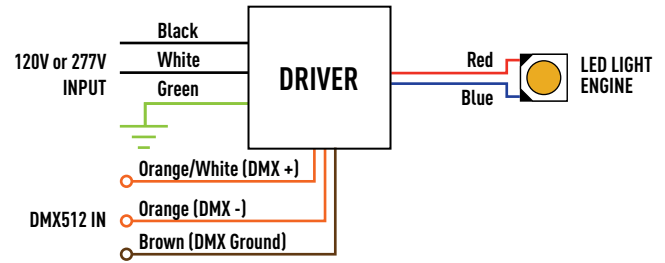 Black
120V or 277V
INPUT
White
Green
DRIVER
Red
Blue
LED LIGHT
ENGINE
Orange/White (DMX +)
DMX512 IN
Orange (DMX -)
Brown (DMX Ground)